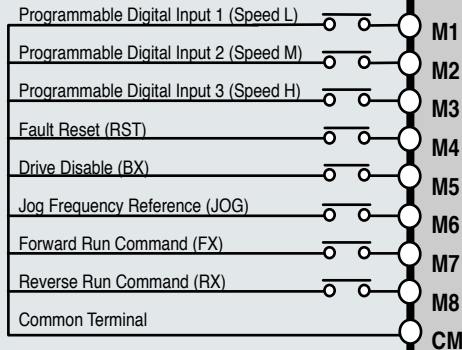 Programmable Digital Input 1 (Speed L)
M1
Programmable Digital Input 2 (Speed M)
M2
Programmable Digital Input 3 (Speed H)
M3
Fault Reset (RST)
M4
Drive Disable (BX)
M5
Jog Frequency Reference (JOG)
M6
Forward Run Command (FX)
M7
Reverse Run Command (RX)
M8
Common Terminal
CM